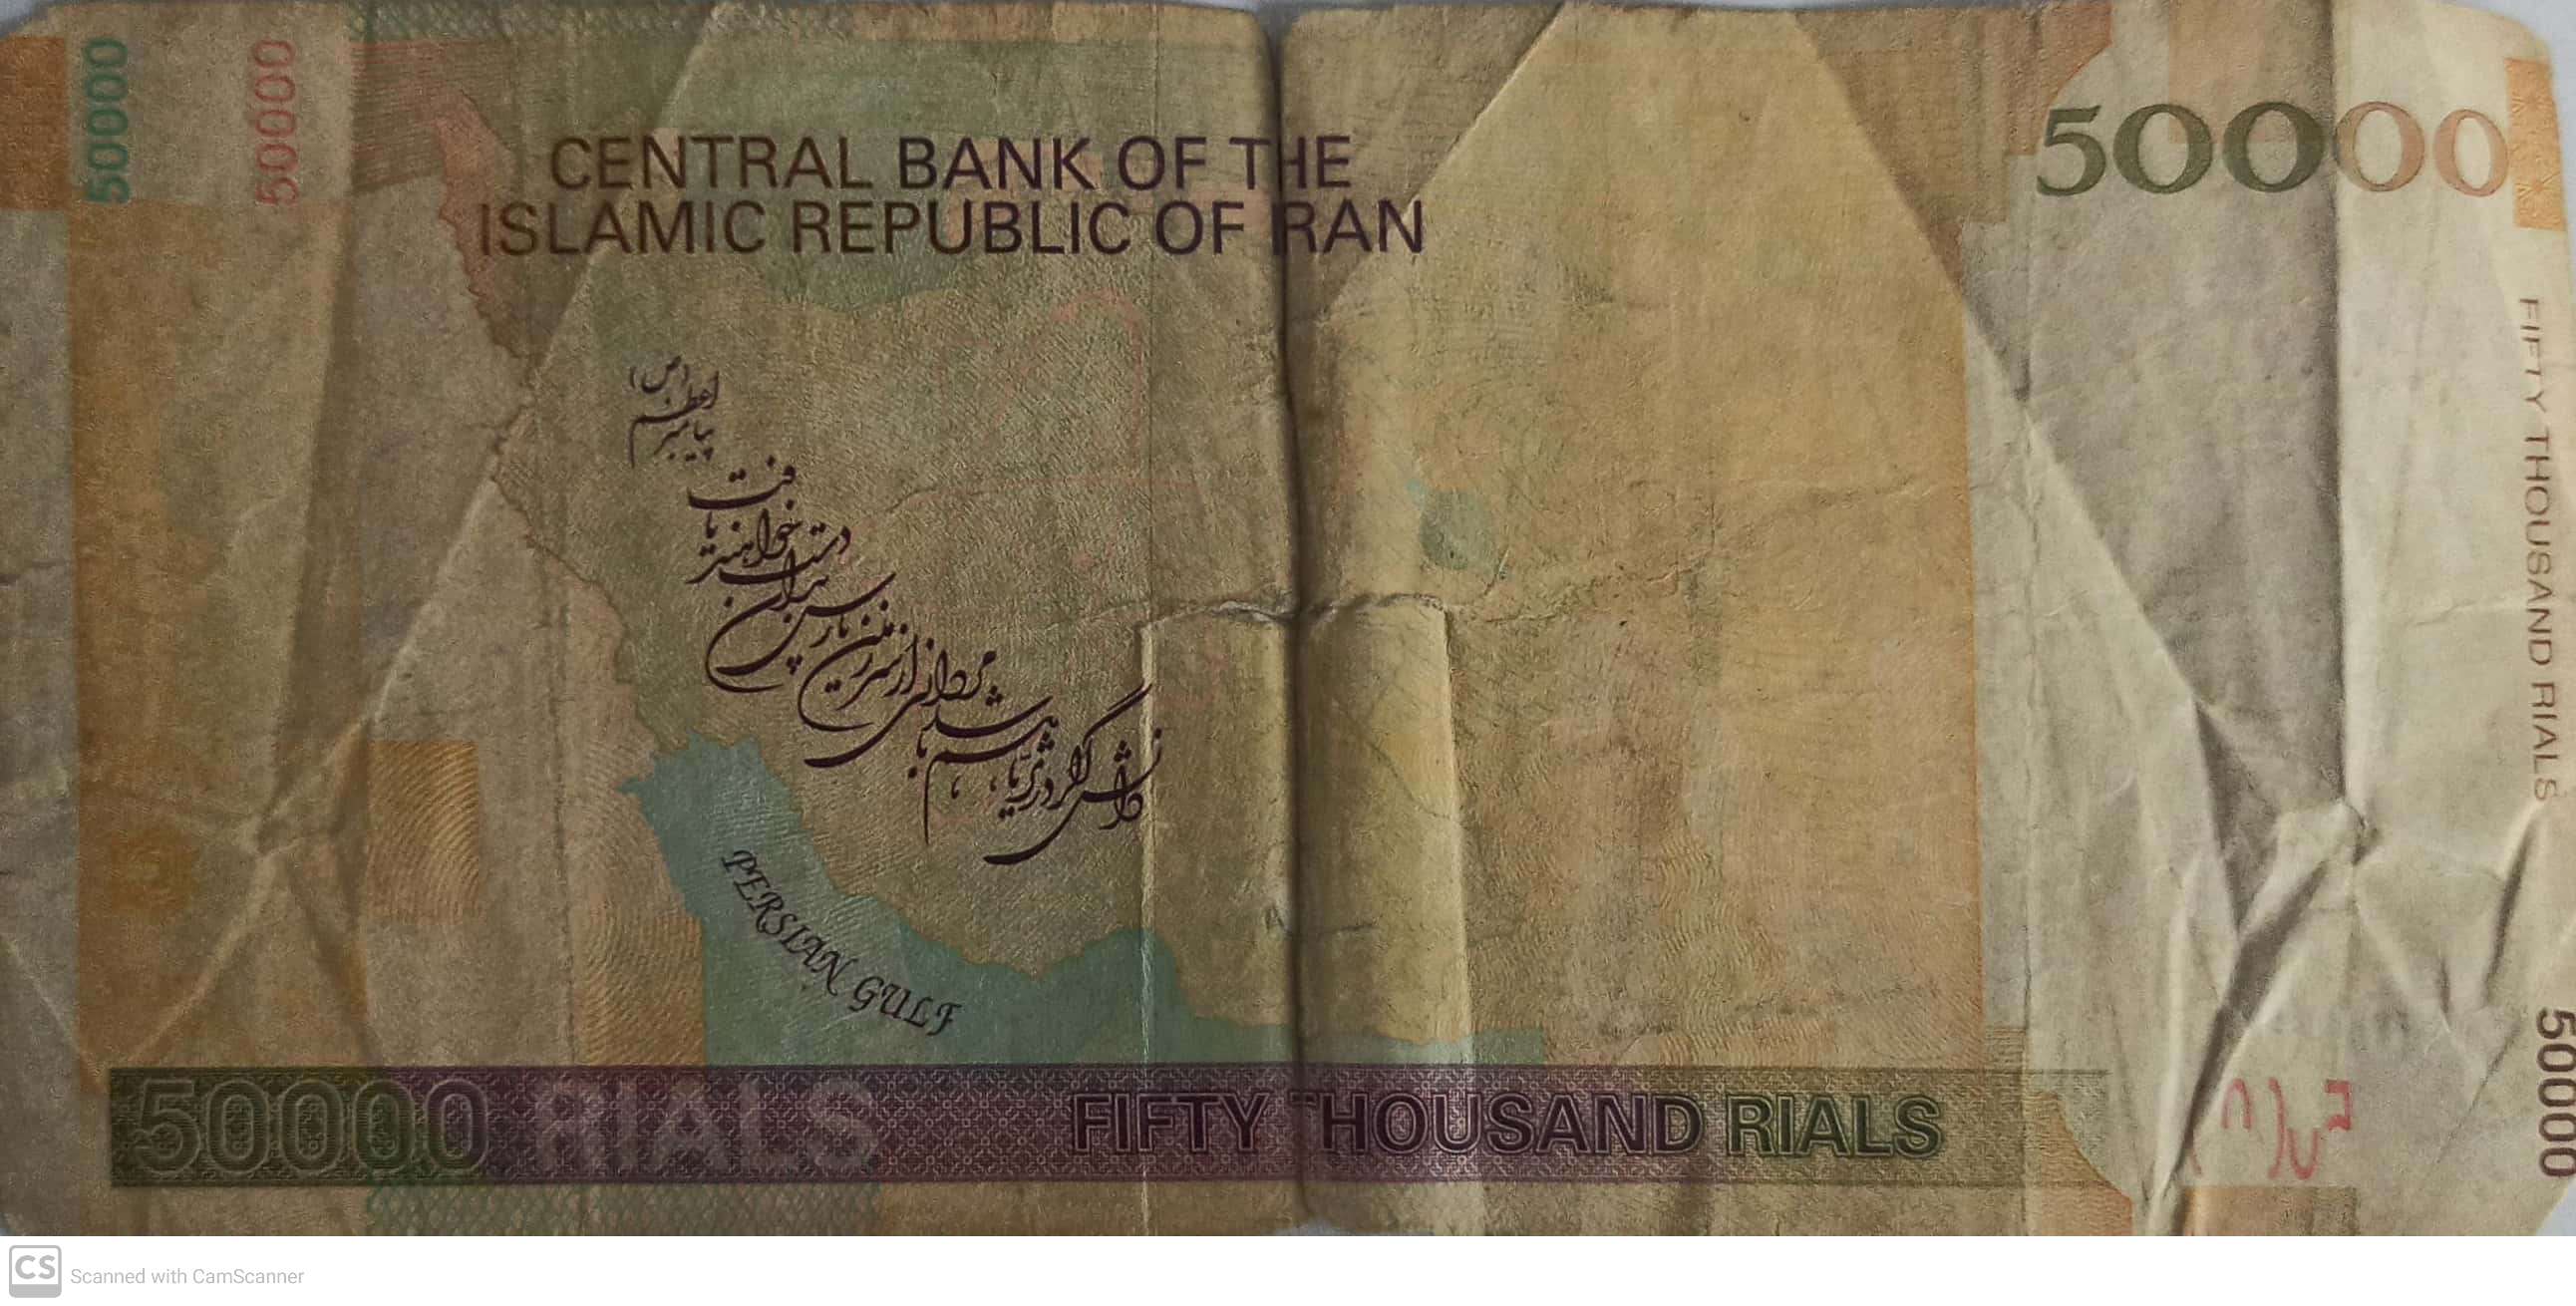 50000
50000
50000
CENTRAL BANK OF THE
ISLAMIC REPUBLIC OF IRAN
دانش اگر در ثریا هم باشد مردانی از سرزمین پارس بدان دست خواهند یافت
پیامبر اعظم (ص)
PERSIAN GULF
FIFTY THOUSAND RIALS
50000
50000 RIALS
FIFTY THOUSAND RIALS
CS Scanned with CamScanner